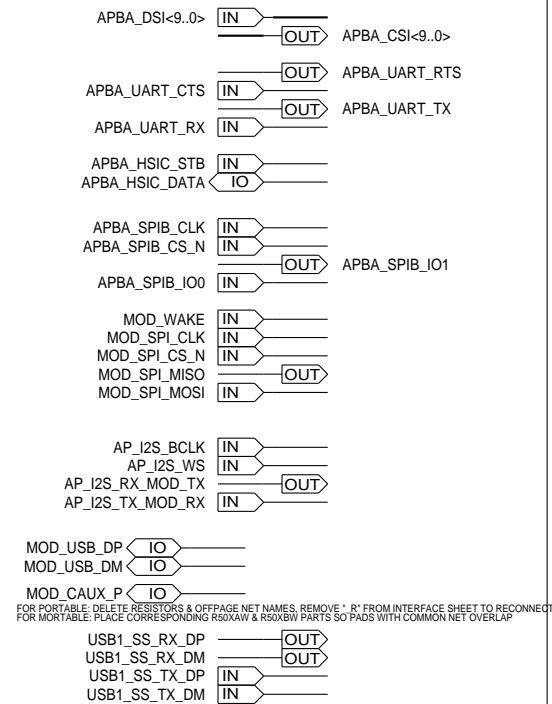 APBA_DSI<9..0> IN
OUT APBA_CSI<9..0>
OUT APBA_UART_RTS
APBA_UART_CTS IN
OUT APBA_UART_TX
APBA_UART_RX IN
APBA_HSIC_STB IN
APBA_HSIC_DATA IO
APBA_SPIB_CLK IN
APBA_SPIB_CS_N IN
OUT APBA_SPIB_IO1
APBA_SPIB_IO0 IN
MOD_WAKE IN
MOD_SPI_CLK IN
MOD_SPI_CS_N IN
MOD_SPI_MISO OUT
MOD_SPI_MOSI IN
AP_I2S_BCLK IN
AP_I2S_WS IN
AP_I2S_RX_MOD_TX OUT
AP_I2S_TX_MOD_RX IN
MOD_USB_DP IO
MOD_USB_DM IO
MOD_CAUX_P IO
FOR PORTABLE: DELETE RESISTORS & OFFPAGE NET NAMES, REMOVE "_R" FROM INTERFACE SHEET TO RECONNECT
FOR MORTABLE: PLACE CORRESPONDING R50XAW & R50XBW PARTS SO PADS WITH COMMON NET OVERLAP
USB1_SS_RX_DP OUT
USB1_SS_RX_DM OUT
USB1_SS_TX_DP IN
USB1_SS_TX_DM IN